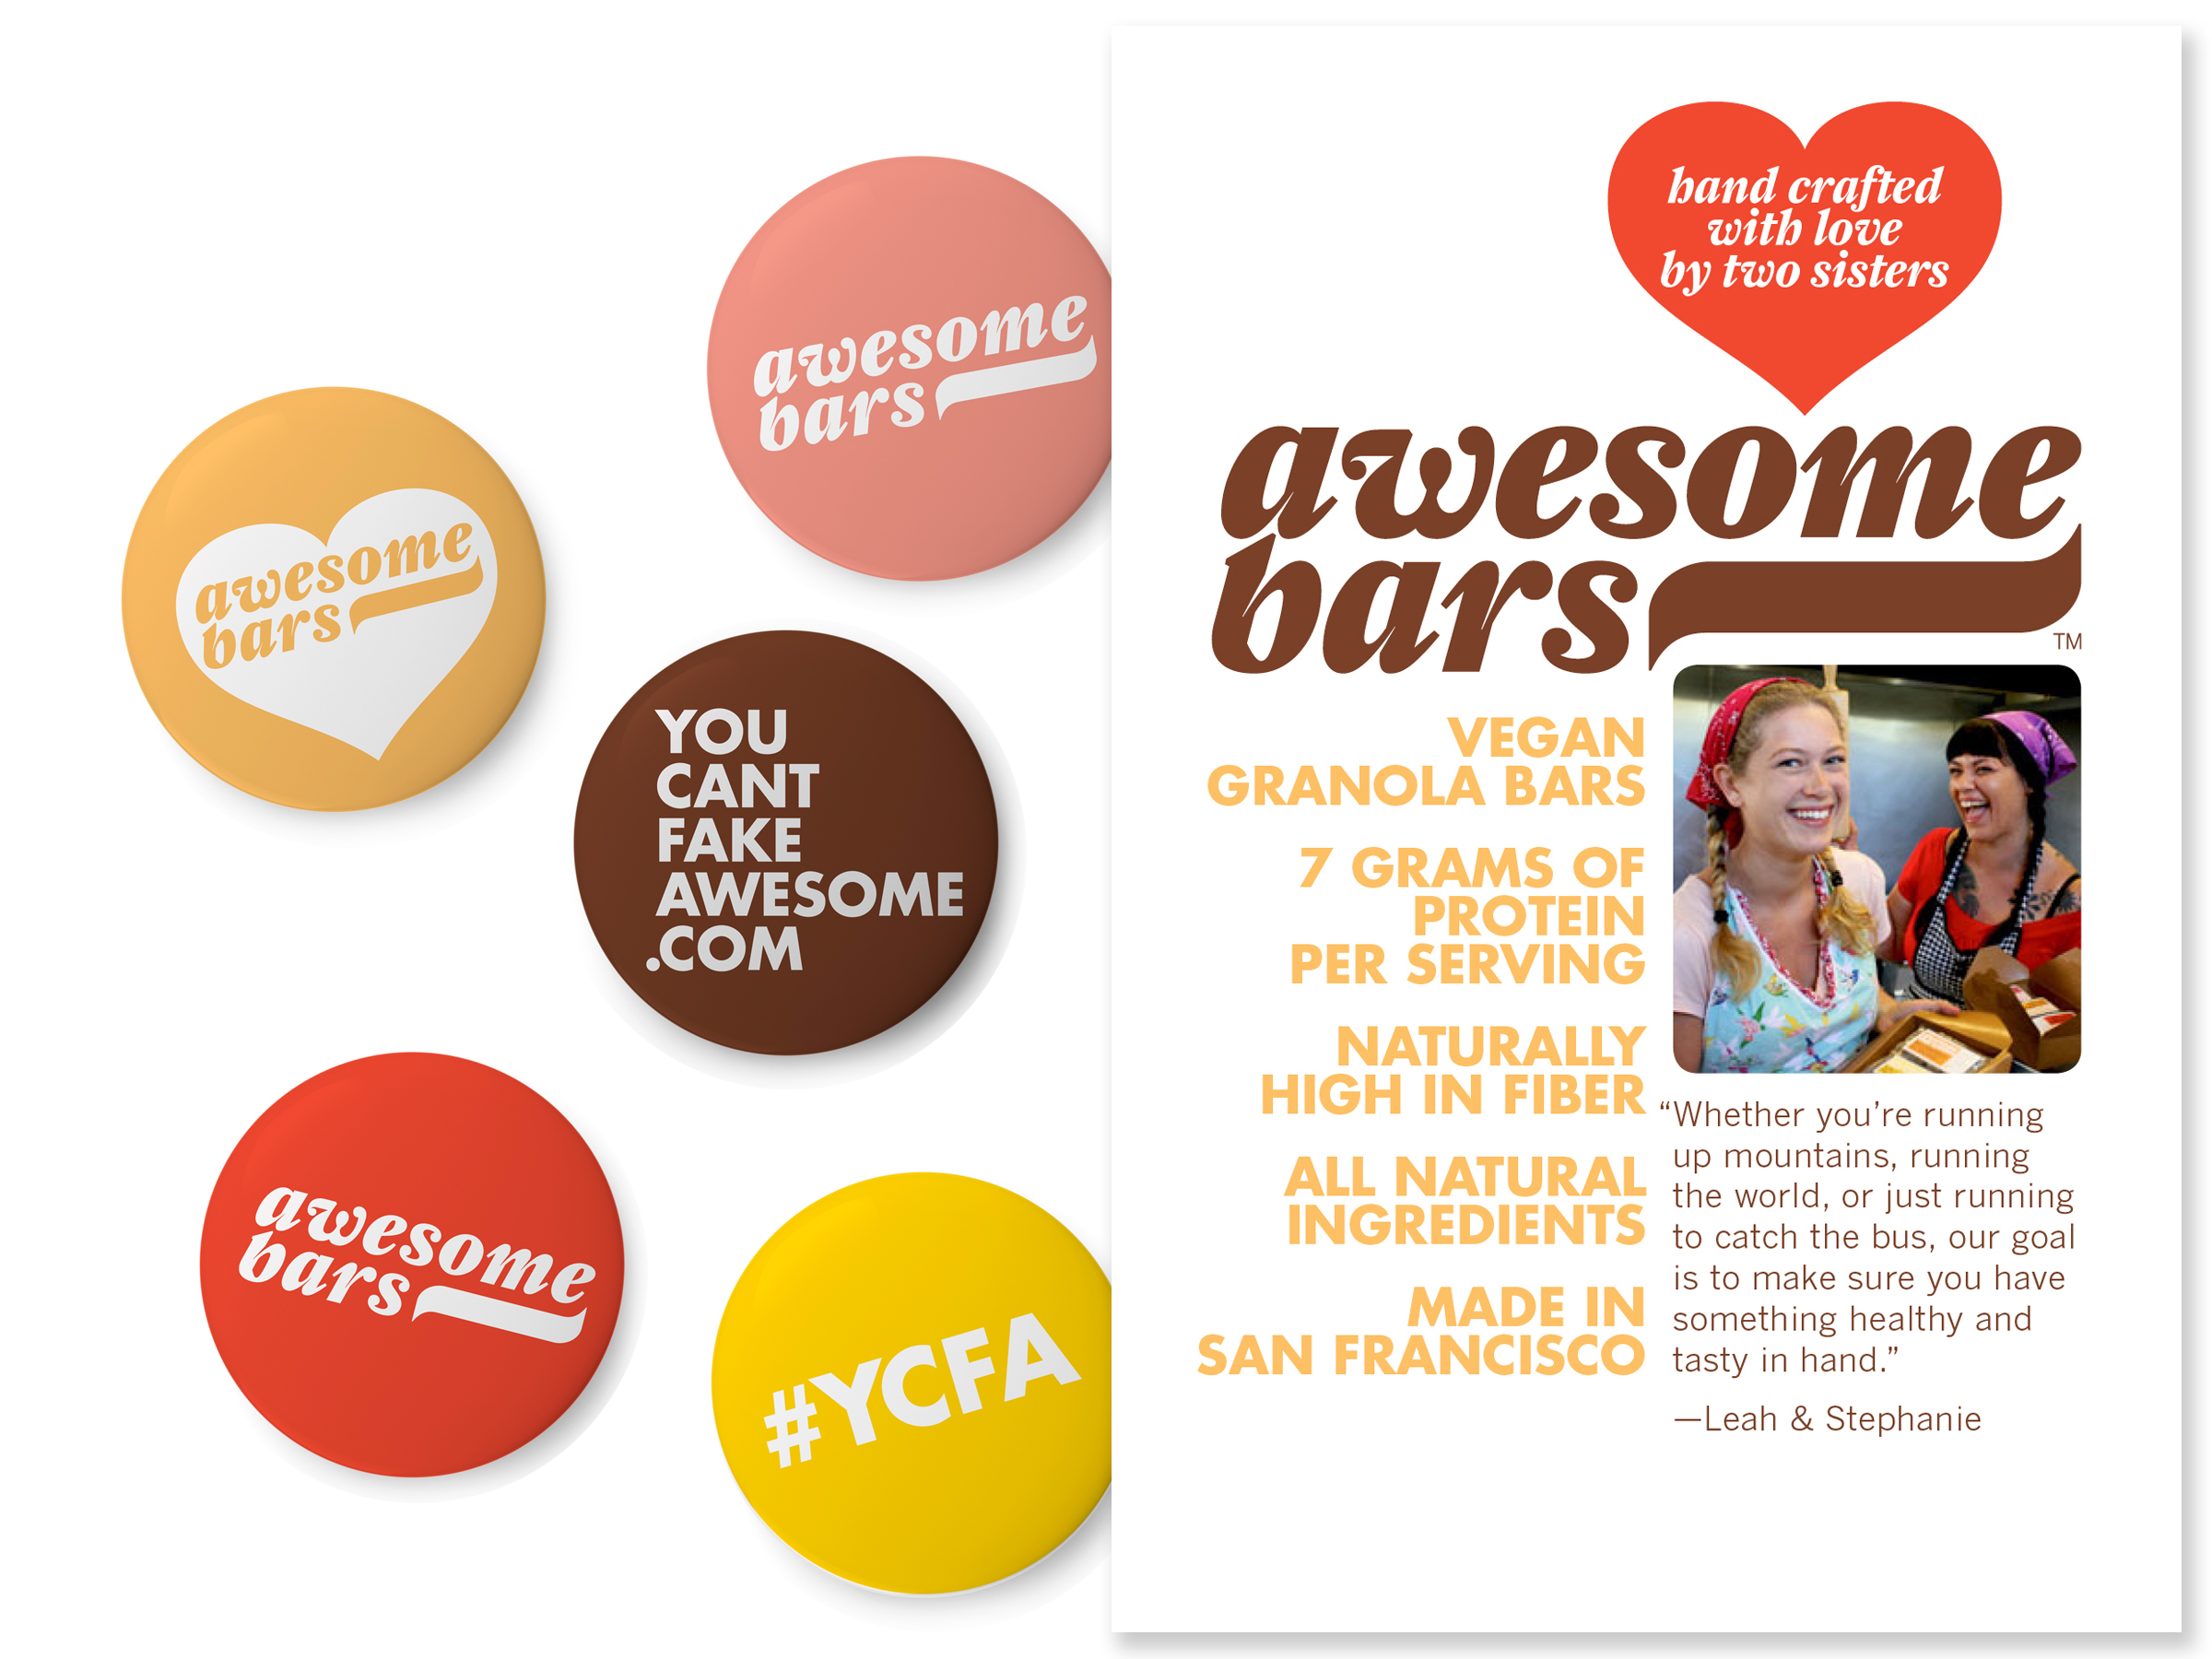 awesome
bars
awesome
bars
YOU
CANT
FAKE
AWESOME
.COM
awesome
bars
#YCFA
hand crafted
with love
by two sisters
awesome
bars
TM
VEGAN
GRANOLA BARS
7 GRAMS OF
PROTEIN
PER SERVING
NATURALLY
HIGH IN FIBER
ALL NATURAL
INGREDIENTS
MADE IN
SAN FRANCISCO
“Whether you’re running
up mountains, running
the world, or just running
to catch the bus, our goal
is to make sure you have
something healthy and
tasty in hand.”
—Leah & Stephanie